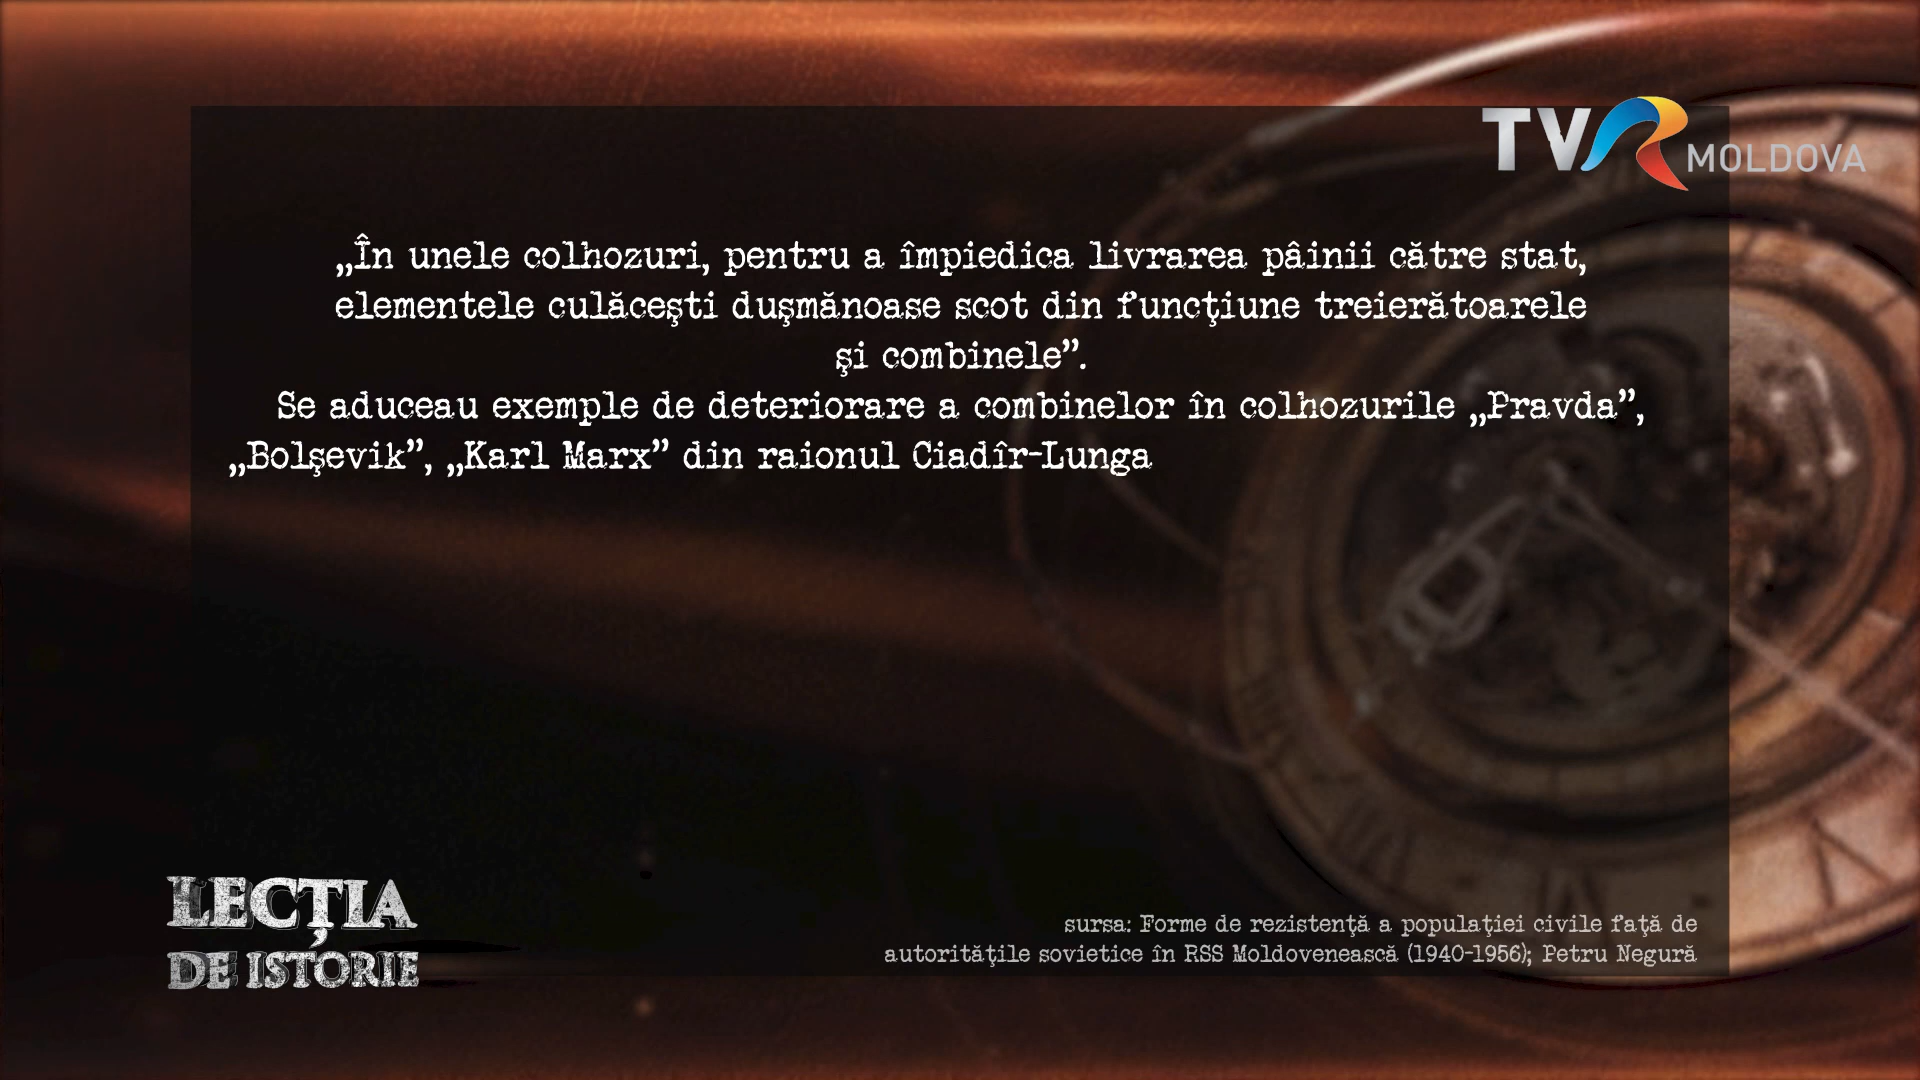 TVR MOLDOVA
„În unele colhozuri, pentru a împiedica livrarea pâinii către stat,
elementele culăceşti duşmănoase scot din funcţiune treierătoarele
şi combinele”.
Se aduceau exemple de deteriorare a combinelor în colhozurile „Pravda”,
„Bolşevik”, „Karl Marx” din raionul Ciadîr-Lunga
LECȚIA
DE ISTORIE
sursa: Forme de rezistenţă a populaţiei civile faţă de
autorităţile sovietice în RSS Moldovenească (1940-1956); Petru Negură